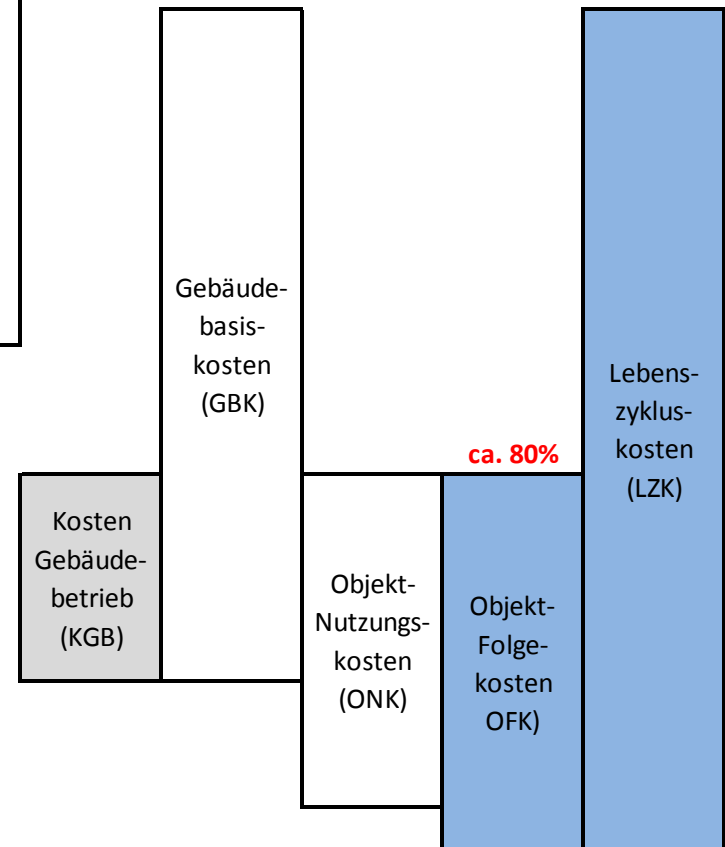 Kosten
Gebäude-
betrieb
(KGB)
Gebäude-
basis-
kosten
(GBK)
Objekt-
Nutzungs-
kosten
(ONK)
ca. 80%
Objekt-
Folge-
kosten
OFK)
Lebens-
zyklus-
kosten
(LZK)